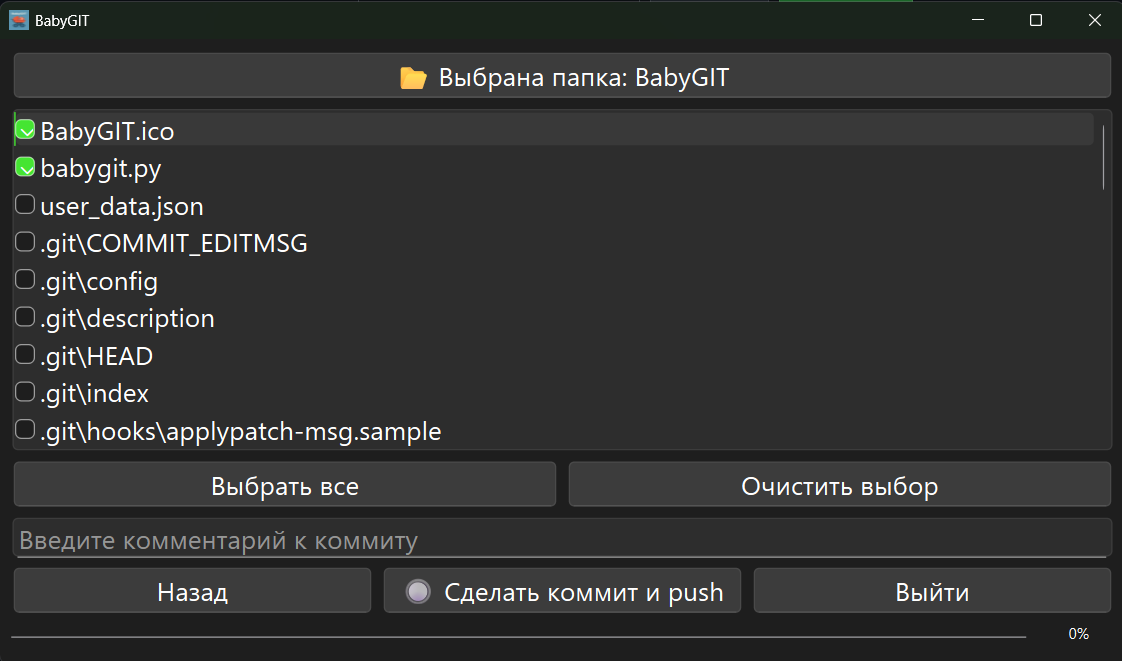 BabyGIT
Выбрана папка: BabyGIT
BabyGIT.ico
babygit.py
user_data.json
.git\COMMIT_EDITMSG
.git\config
.git\description
.git\HEAD
.git\index
.git\hooks\applypatch-msg.sample
Выбрать все
Очистить выбор
Введите комментарий к коммиту
Назад
Сделать коммит и push
Выйти
0%